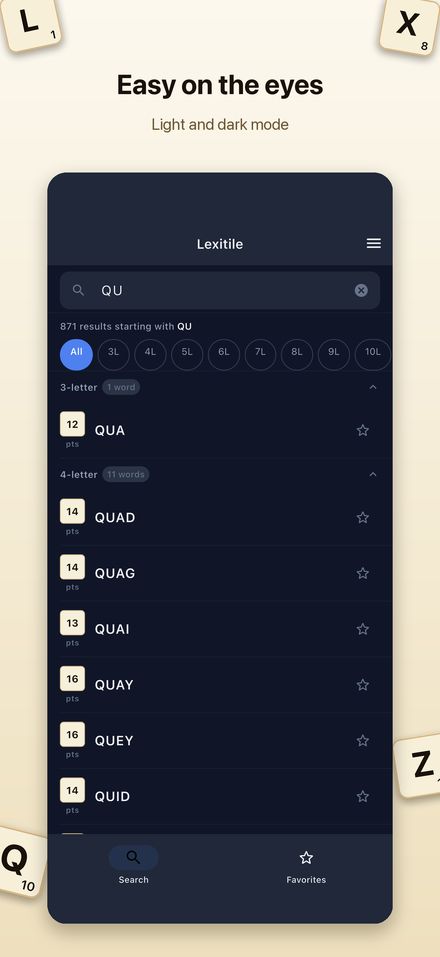 L
1
X
8
Easy on the eyes
Light and dark mode
Lexitile
QU
871 results starting with QU
All 3L 4L 5L 6L 7L 8L 9L 10L
3-letter 1 word
12
pts
QUA
4-letter 11 words
14
pts
QUAD
14
pts
QUAG
13
pts
QUAI
16
pts
QUAY
16
pts
QUEY
14
pts
QUID
Z
Q
10
Search
Favorites